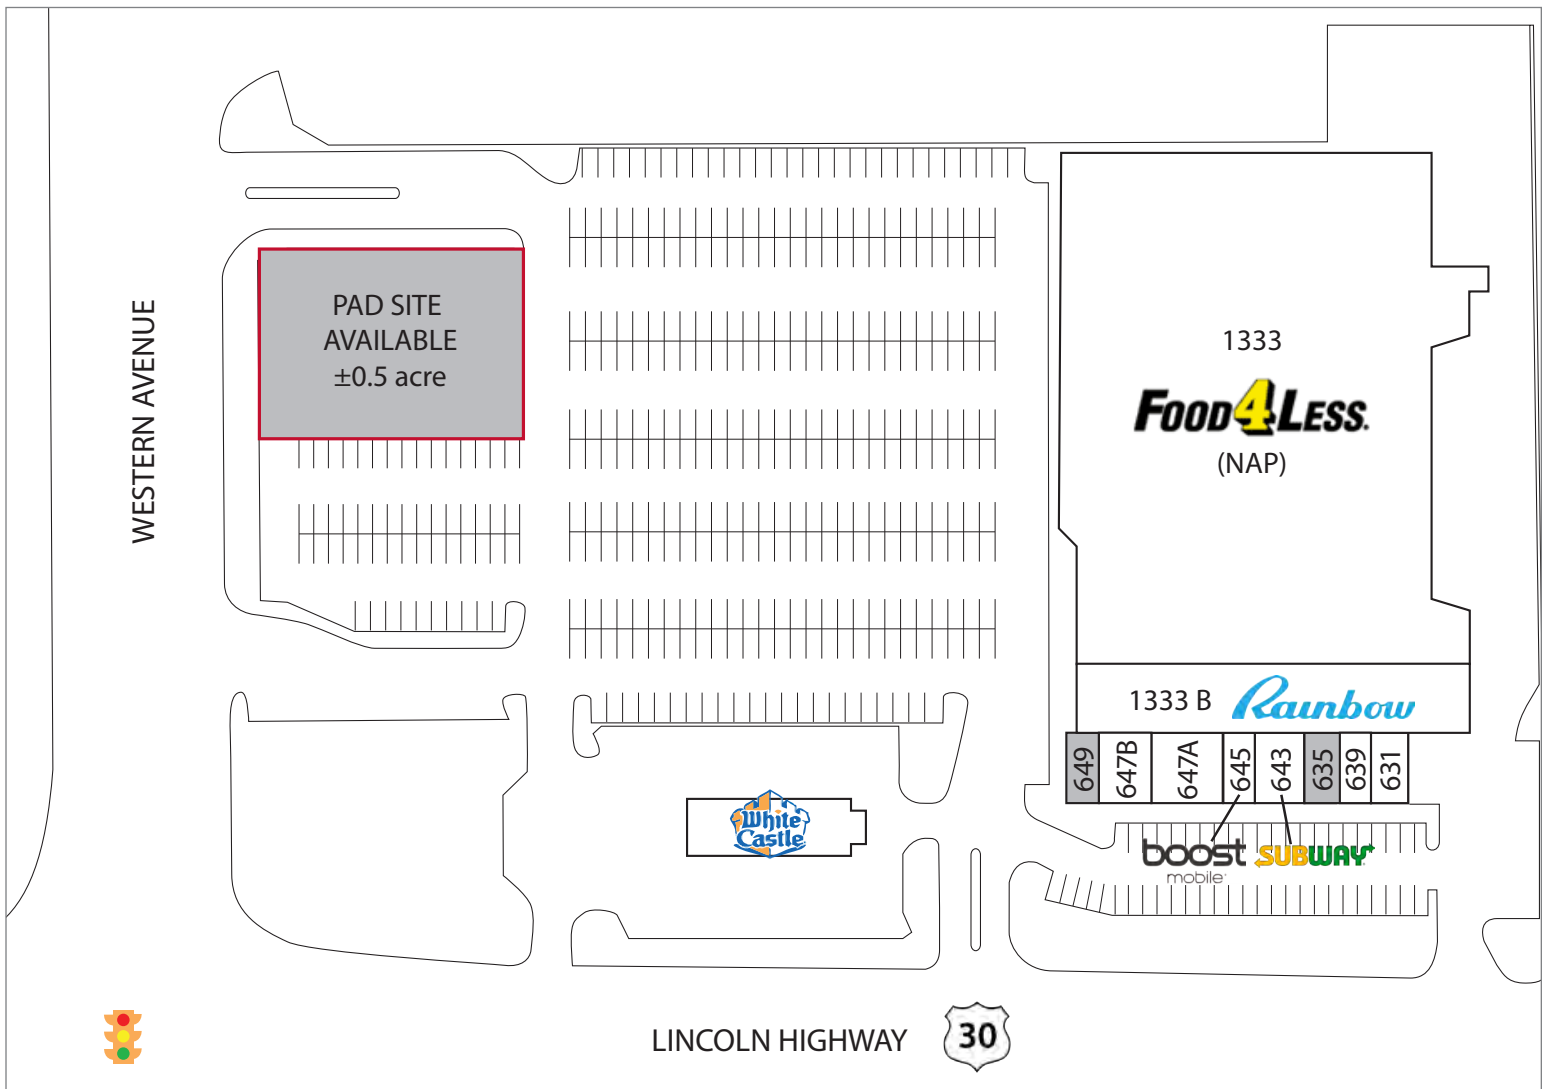 WESTERN AVENUE
PAD SITE
AVAILABLE
±0.5 acre
1333
FOOD4LESS.
(NAP)
1333 B Rainbow
649 647B 647A 645 643 635 639 631
White
Castle
boost
mobile
SUBWAY
LINCOLN HIGHWAY 30